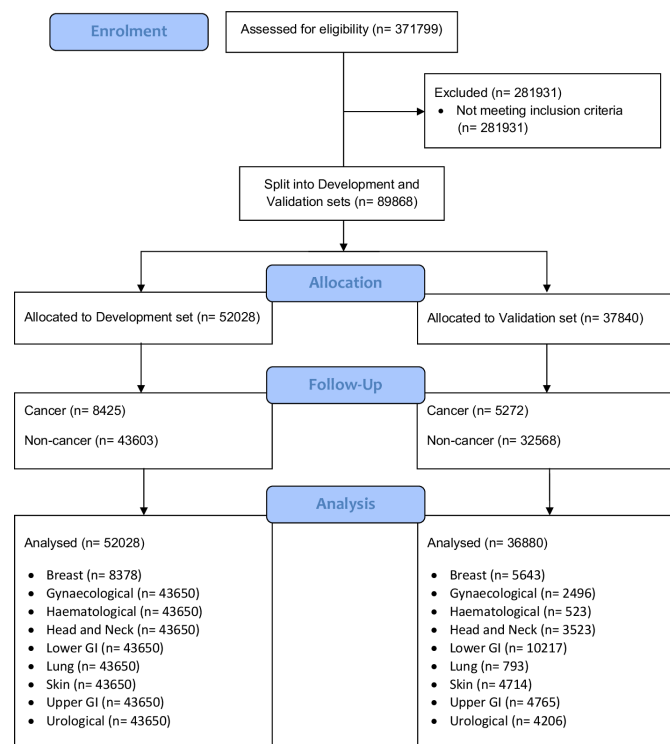 Enrolment
Assessed for eligibility (n= 371799)
Excluded (n= 281931)
• Not meeting inclusion criteria
(n= 281931)
Split into Development and
Validation sets (n= 89868)
Allocation
Allocated to Development set (n= 52028)
Allocated to Validation set (n= 37840)
Follow-Up
Cancer (n= 8425)
Non-cancer (n= 43603)
Cancer (n= 5272)
Non-cancer (n= 32568)
Analysis
Analysed (n= 52028)
• Breast (n= 8378)
• Gynaecological (n= 43650)
• Haematological (n= 43650)
• Head and Neck (n= 43650)
• Lower GI (n= 43650)
• Lung (n= 43650)
• Skin (n= 43650)
• Upper GI (n= 43650)
• Urological (n= 43650)
Analysed (n= 36880)
• Breast (n= 5643)
• Gynaecological (n= 2496)
• Haematological (n= 523)
• Head and Neck (n= 3523)
• Lower GI (n= 10217)
• Lung (n= 793)
• Skin (n= 4714)
• Upper GI (n= 4765)
• Urological (n= 4206)